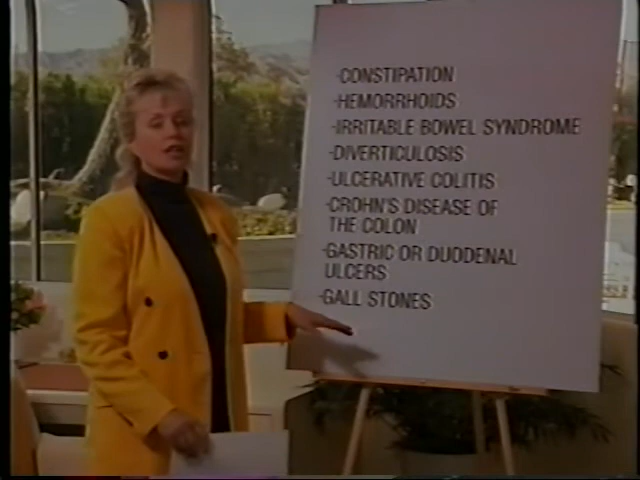 -CONSTIPATION
-HEMORRHOIDS
-IRRITABLE BOWEL SYNDROME
-DIVERTICULOSIS
-ULCERATIVE COLITIS
-CROHN'S DISEASE OF
THE COLON
-GASTRIC OR DUODENAL
ULCERS
-GALL STONES